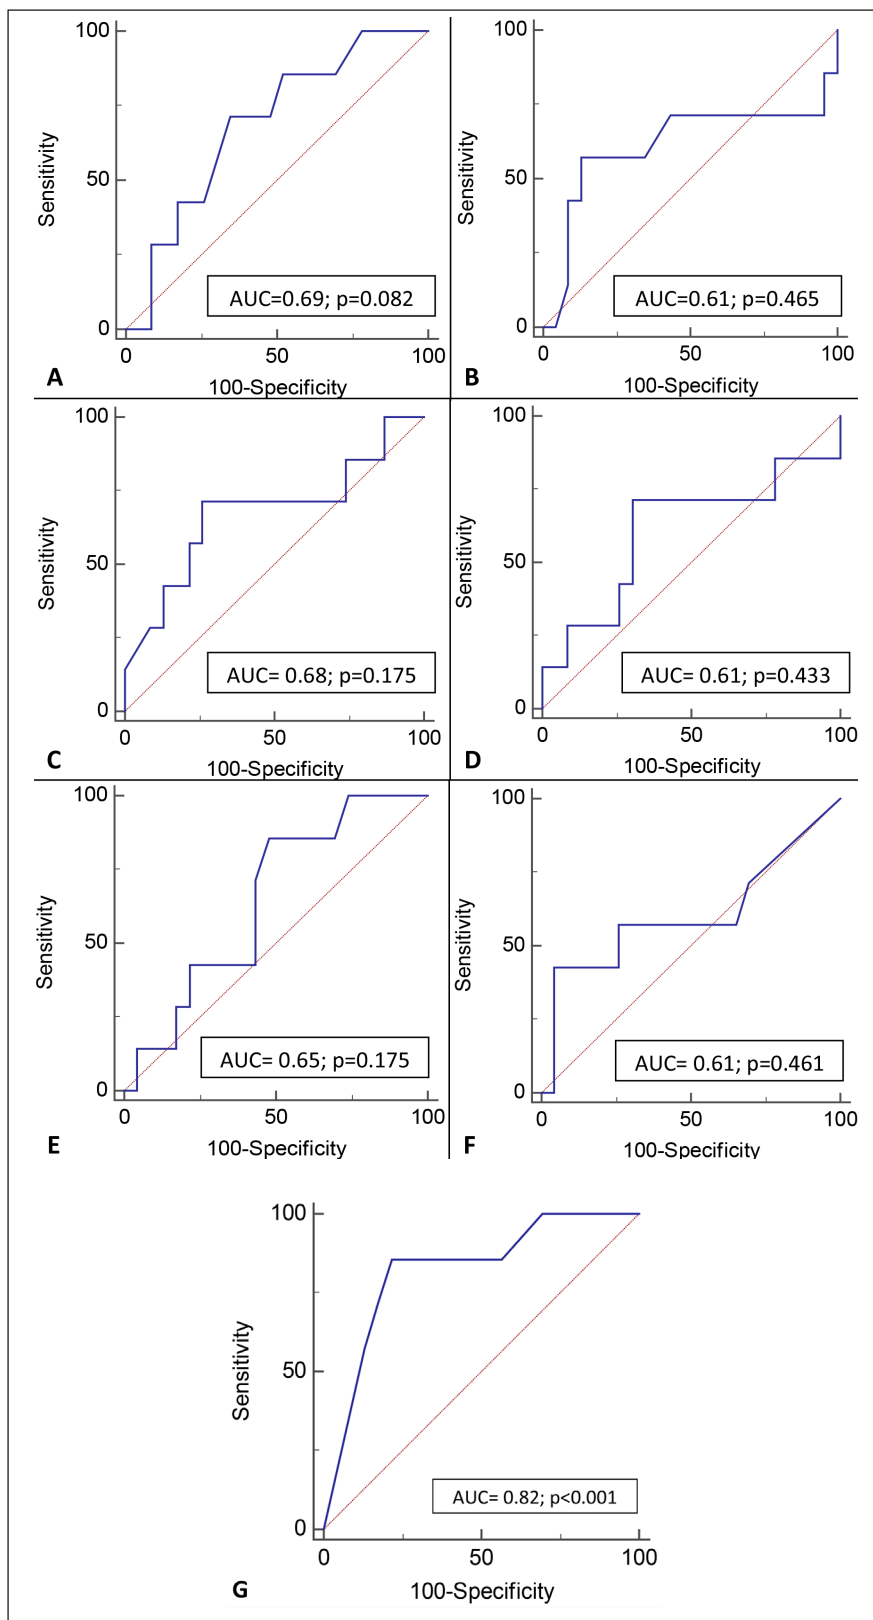 100
50
0
Sensitivity
AUC=0.69; p=0.082
0 50 100
A
100-Specificity
100
50
0
Sensitivity
AUC=0.61; p=0.465
0 50 100
B
100-Specificity
100
50
0
Sensitivity
AUC= 0.68; p=0.175
0 50 100
C
100-Specificity
100
50
0
Sensitivity
AUC= 0.61; p=0.433
0 50 100
D
100-Specificity
100
50
0
Sensitivity
AUC= 0.65; p=0.175
0 50 100
E
100-Specificity
100
50
0
Sensitivity
AUC= 0.61; p=0.461
0 50 100
F
100-Specificity
100
50
0
Sensitivity
AUC= 0.82; p<0.001
0 50 100
G
100-Specificity